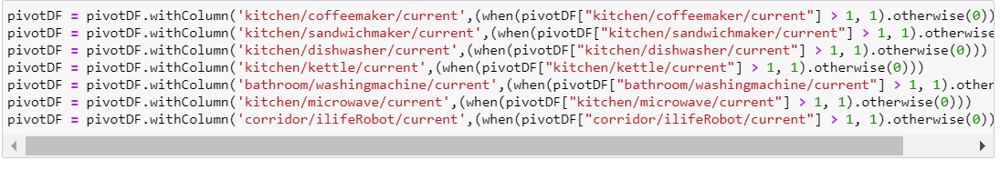 pivotDF = pivotDF.withColumn('kitchen/coffeemaker/current',(when(pivotDF["kitchen/coffeemaker/current"] > 1, 1).otherwise(0))
pivotDF = pivotDF.withColumn('kitchen/sandwichmaker/current',(when(pivotDF["kitchen/sandwichmaker/current"] > 1, 1).otherwise
pivotDF = pivotDF.withColumn('kitchen/dishwasher/current',(when(pivotDF["kitchen/dishwasher/current"] > 1, 1).otherwise(0)))
pivotDF = pivotDF.withColumn('kitchen/kettle/current',(when(pivotDF["kitchen/kettle/current"] > 1, 1).otherwise(0)))
pivotDF = pivotDF.withColumn('bathroom/washingmachine/current',(when(pivotDF["bathroom/washingmachine/current"] > 1, 1).other
pivotDF = pivotDF.withColumn('kitchen/microwave/current',(when(pivotDF["kitchen/microwave/current"] > 1, 1).otherwise(0)))
pivotDF = pivotDF.withColumn('corridor/ilifeRobot/current',(when(pivotDF["corridor/ilifeRobot/current"] > 1, 1).otherwise(0))